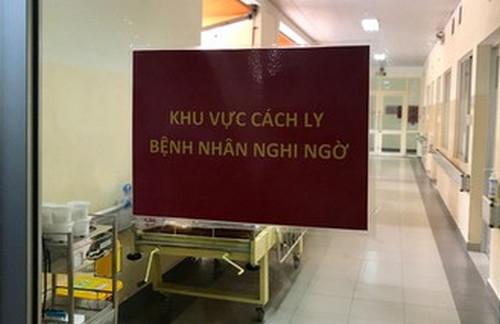 KHU VỰC CÁCH LY
BỆNH NHÂN NGHI NGỜ